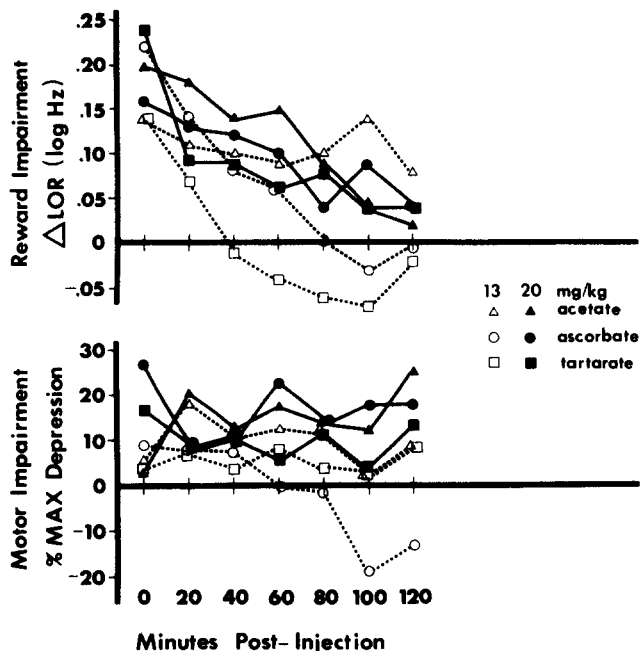 Reward Impairment
△LOR (log Hz)
.25
.20
.15
.10
.05
0
-.05
13 20 mg/kg
acetate
ascorbate
tartarate
Motor Impairment
% MAX Depression
30
20
10
0
-10
-20
0 20 40 60 80 100 120
Minutes Post-Injection